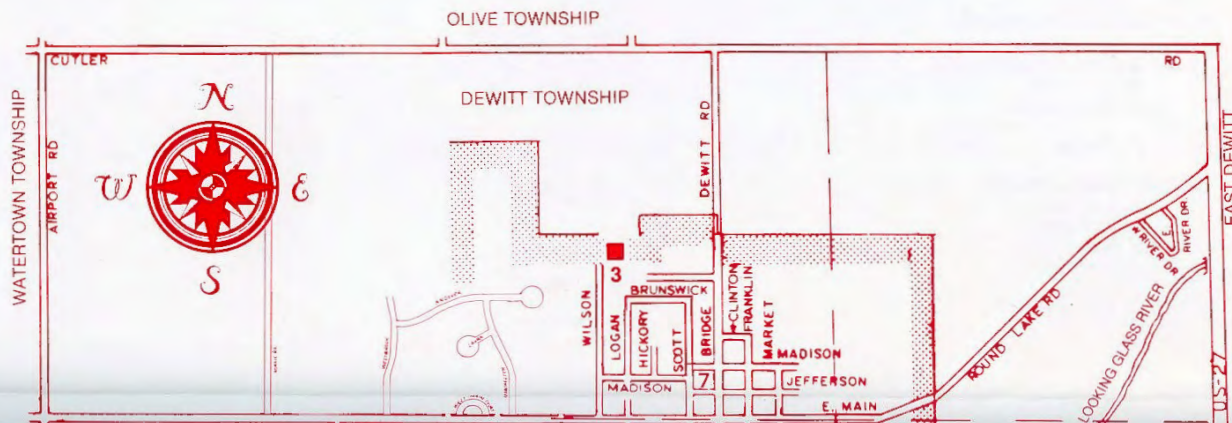 OLIVE TOWNSHIP
CUTLER
RD
DEWITT TOWNSHIP
WATERTOWN TOWNSHIP
AIRPORT RD
N
W
E
S
DEWITT RD
EAST DEWITT
E RIVER DR
W RIVER DR
3
WILSON
LOGAN
BRUNSWICK
HICKORY
SCOTT
BRIDGE
CLINTON
FRANKLIN
MARKET
MADISON
MADISON
7
JEFFERSON
E. MAIN
ROUND LAKE RD
LOOKING GLASS RIVER
US-27